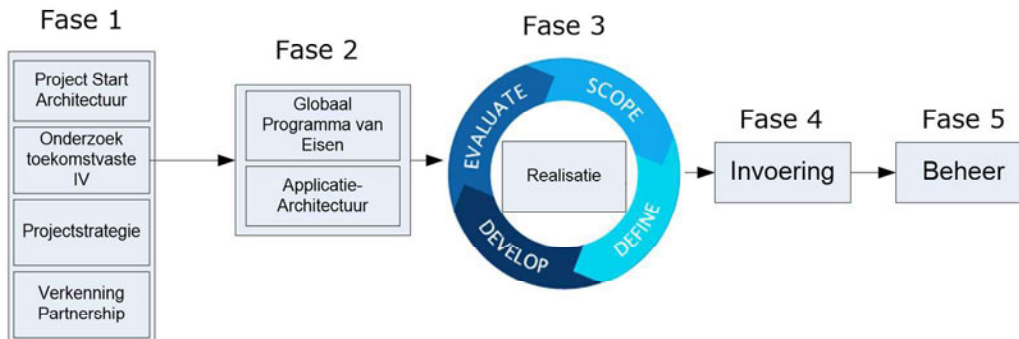 Fase 1
Project Start
Architectuur
Onderzoek
toekomstvaste
IV
Projectstrategie
Verkenning
Partnership
Fase 2
Globaal
Programma van
Eisen
Applicatie-
Architectuur
Fase 3
EVALUATE
SCOPE
DEFINE
DEVELOP
Realisatie
Fase 4
Invoering
Fase 5
Beheer